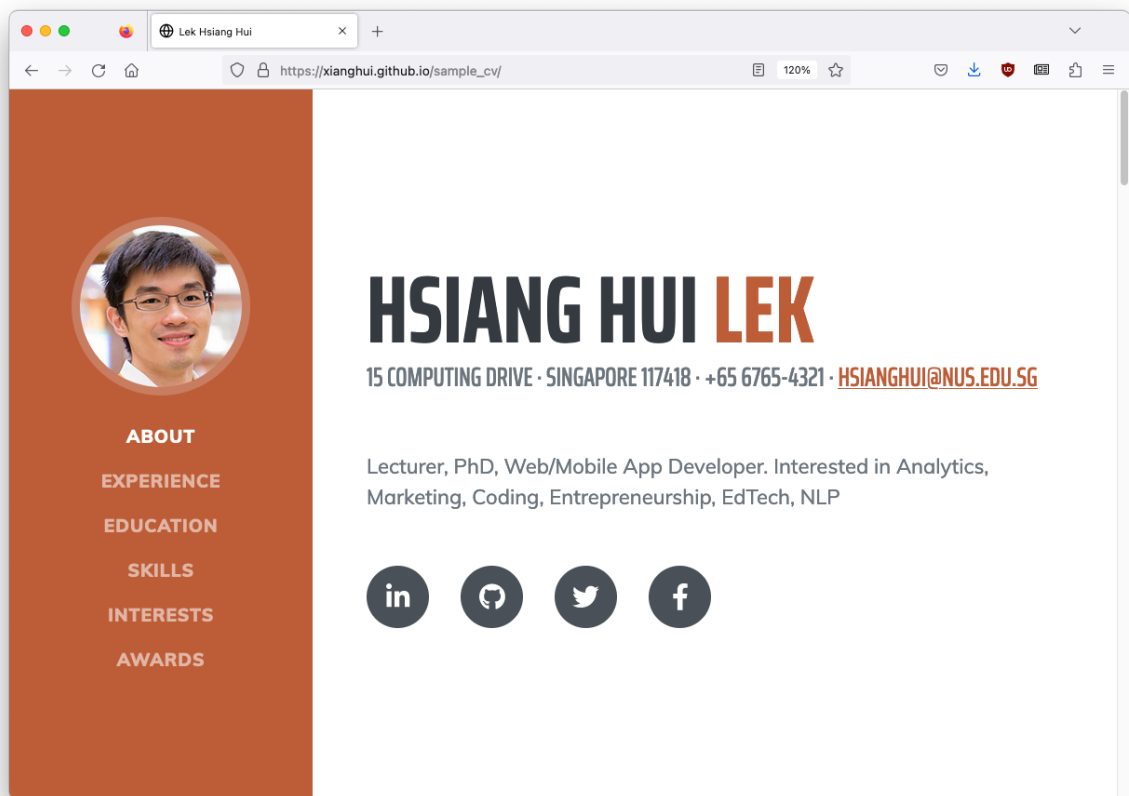 Lek Hsiang Hui
https://xianghui.github.io/sample_cv/
120%
ABOUT
EXPERIENCE
EDUCATION
SKILLS
INTERESTS
AWARDS
HSIANG HUI LEK
15 COMPUTING DRIVE · SINGAPORE 117418 · +65 6765-4321 · HSIANGHUI@NUS.EDU.SG
Lecturer, PhD, Web/Mobile App Developer. Interested in Analytics,
Marketing, Coding, Entrepreneurship, EdTech, NLP
in